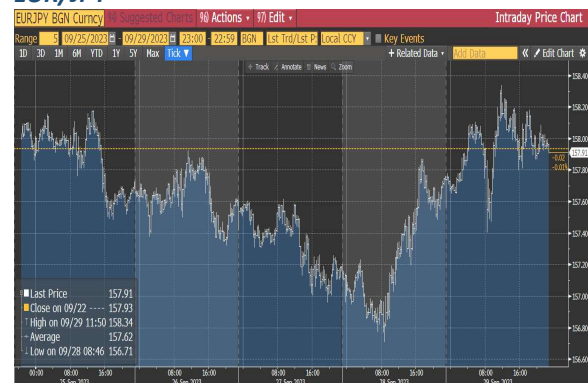 EUR/JPY
EURJPY BGN Curncy 94) Suggested Charts 96) Actions 97) Edit Intraday Price Chart
Range 5 09/25/2023 - 09/29/2023 23:00 - 22:59 BGN Lst Trd/Lst P Local CCY Key Events
1D 3D 1M 6M YTD 1Y 5Y Max Tick + Related Data Add Data « Edit Chart
Track Annotate News Zoom
158.40
158.20
158.00
157.91
-0.02
-0.01%
157.80
157.60
157.40
157.20
157.00
156.80
156.60
Last Price 157.91
Close on 09/22 ---- 157.93
High on 09/29 11:50 158.34
Average 157.62
Low on 09/28 08:46 156.71
00:00 08:00 16:00 08:00 16:00 08:00 16:00 08:00 16:00 08:00 16:00
25 Sep 2023 26 Sep 2023 27 Sep 2023 28 Sep 2023 29 Sep 2023